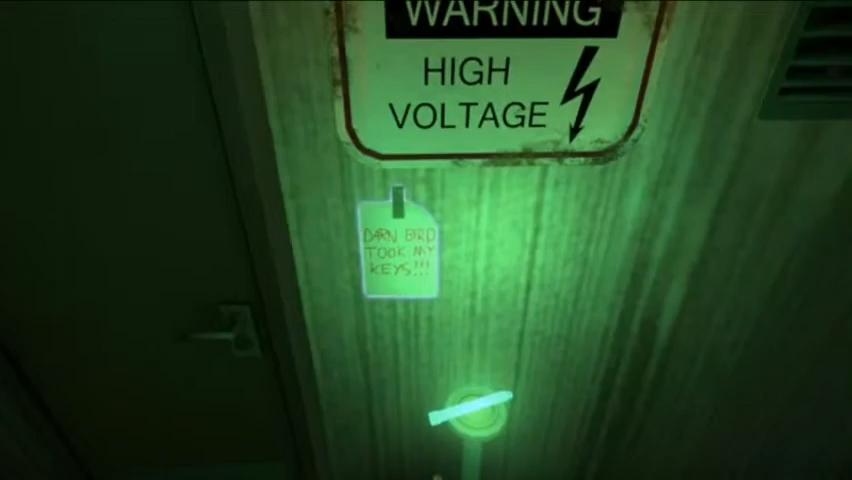 WARNING
HIGH
VOLTAGE
DARN BIRD
TOOK MY
KEYS!!!